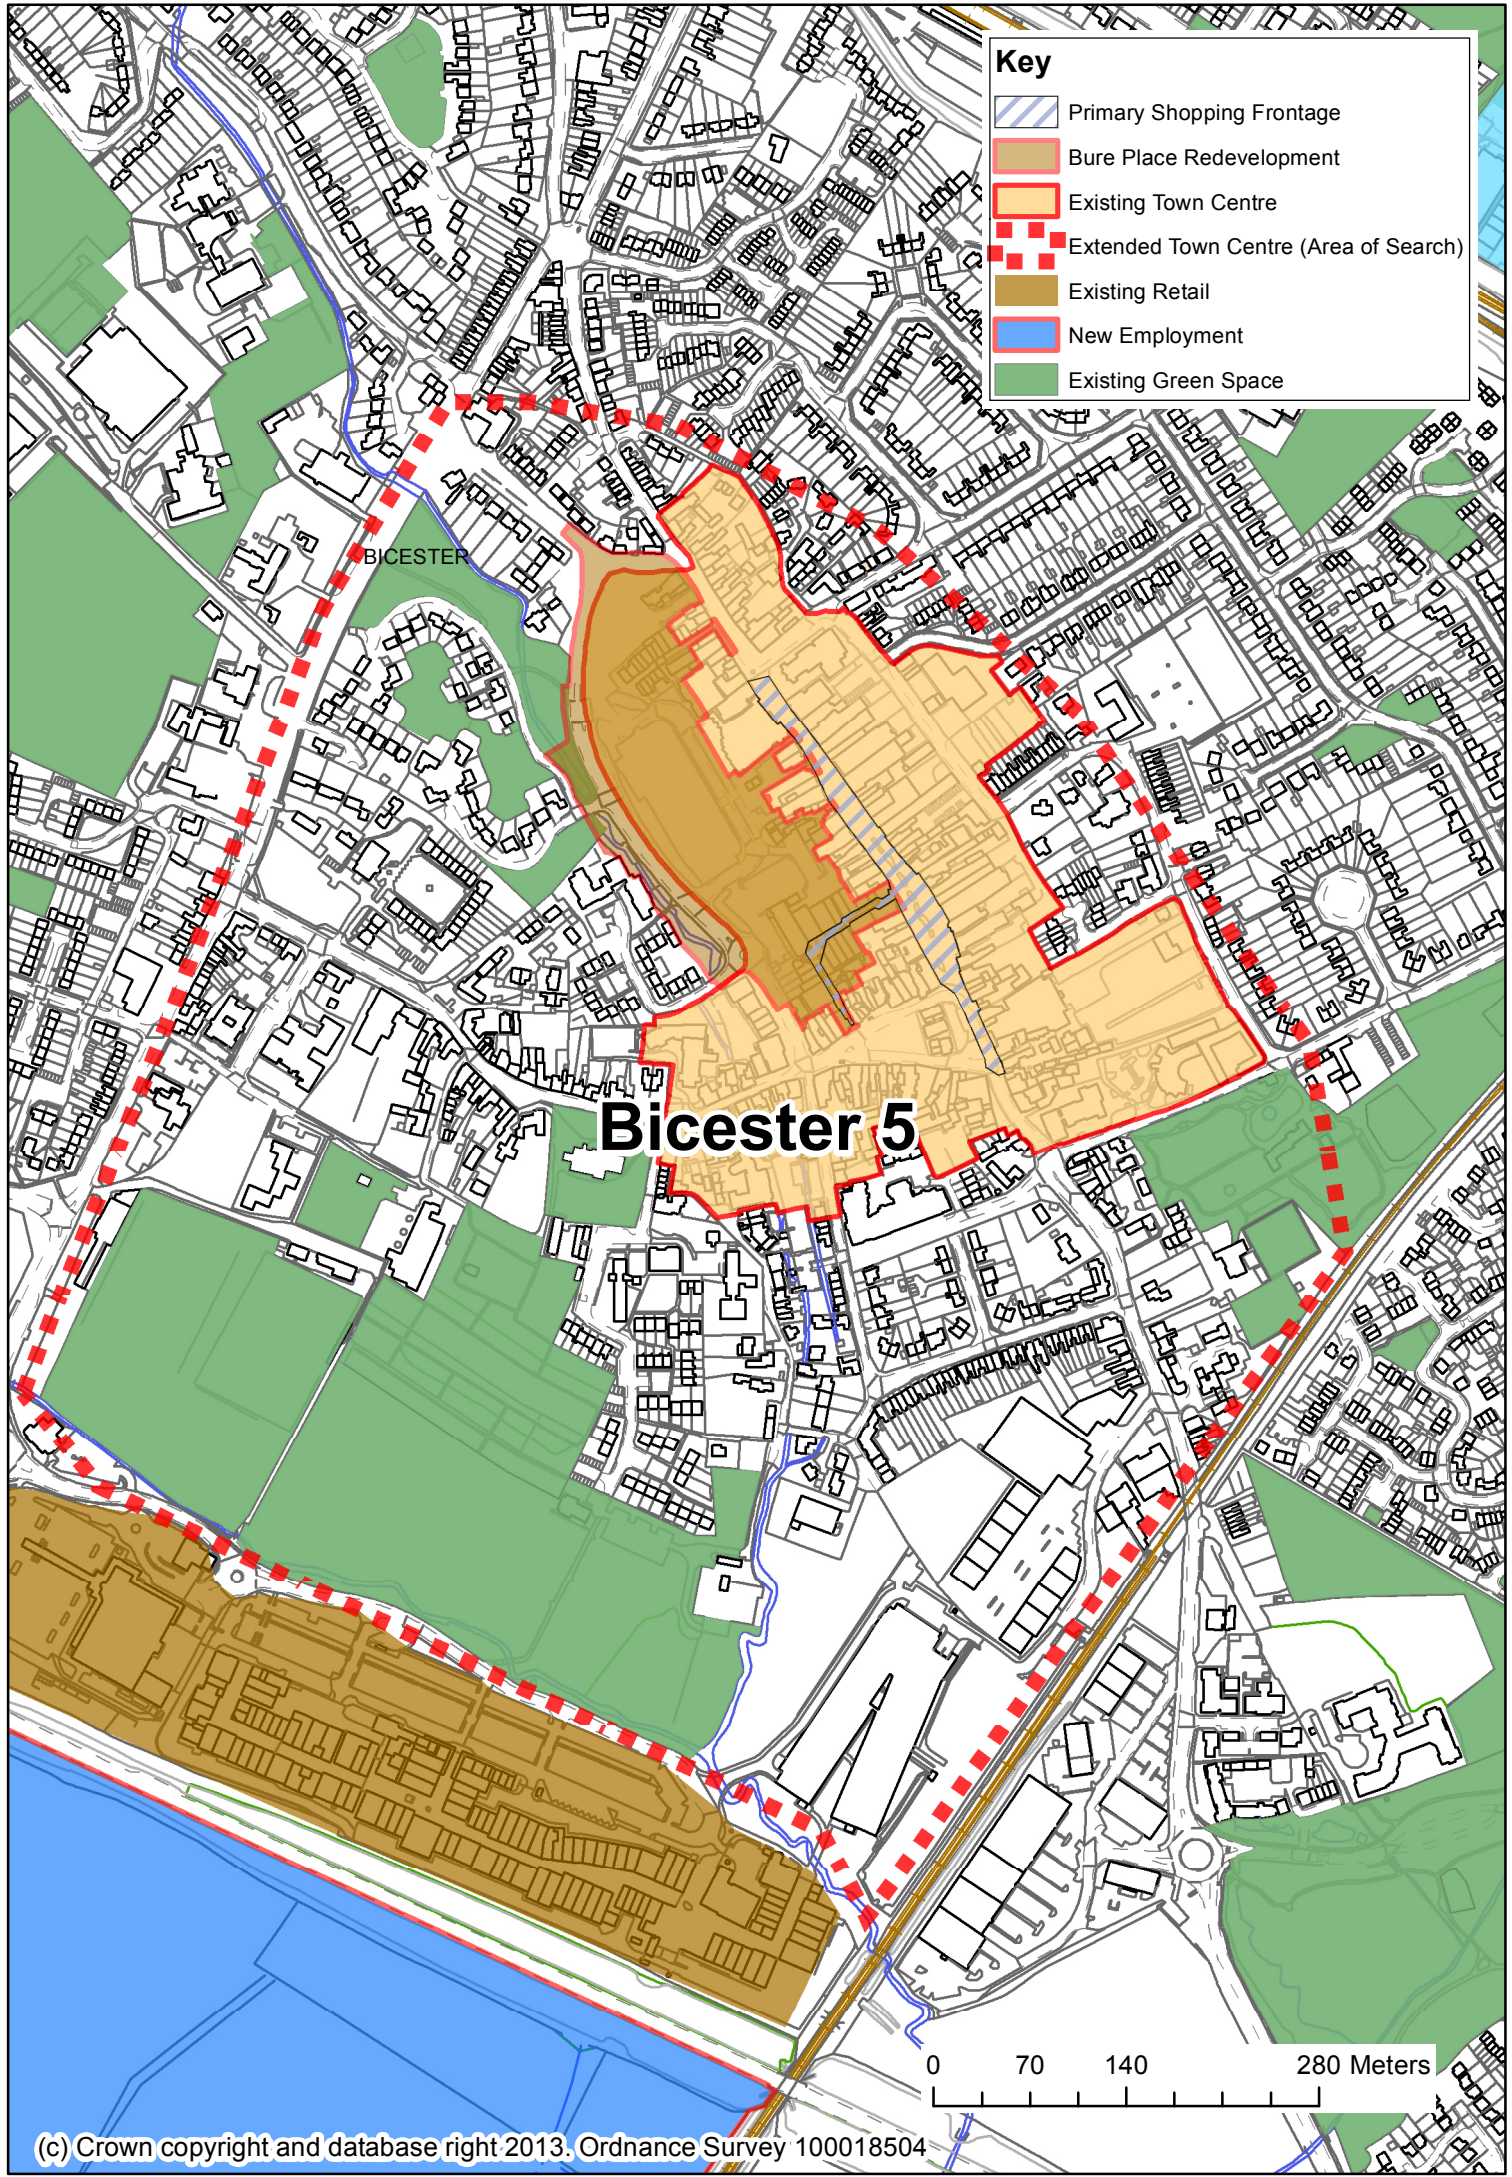 Key
Primary Shopping Frontage
Bure Place Redevelopment
Existing Town Centre
Extended Town Centre (Area of Search)
Existing Retail
New Employment
Existing Green Space
BICESTER
Bicester 5
0 70 140 280 Meters
(c) Crown copyright and database right 2013. Ordnance Survey 100018504